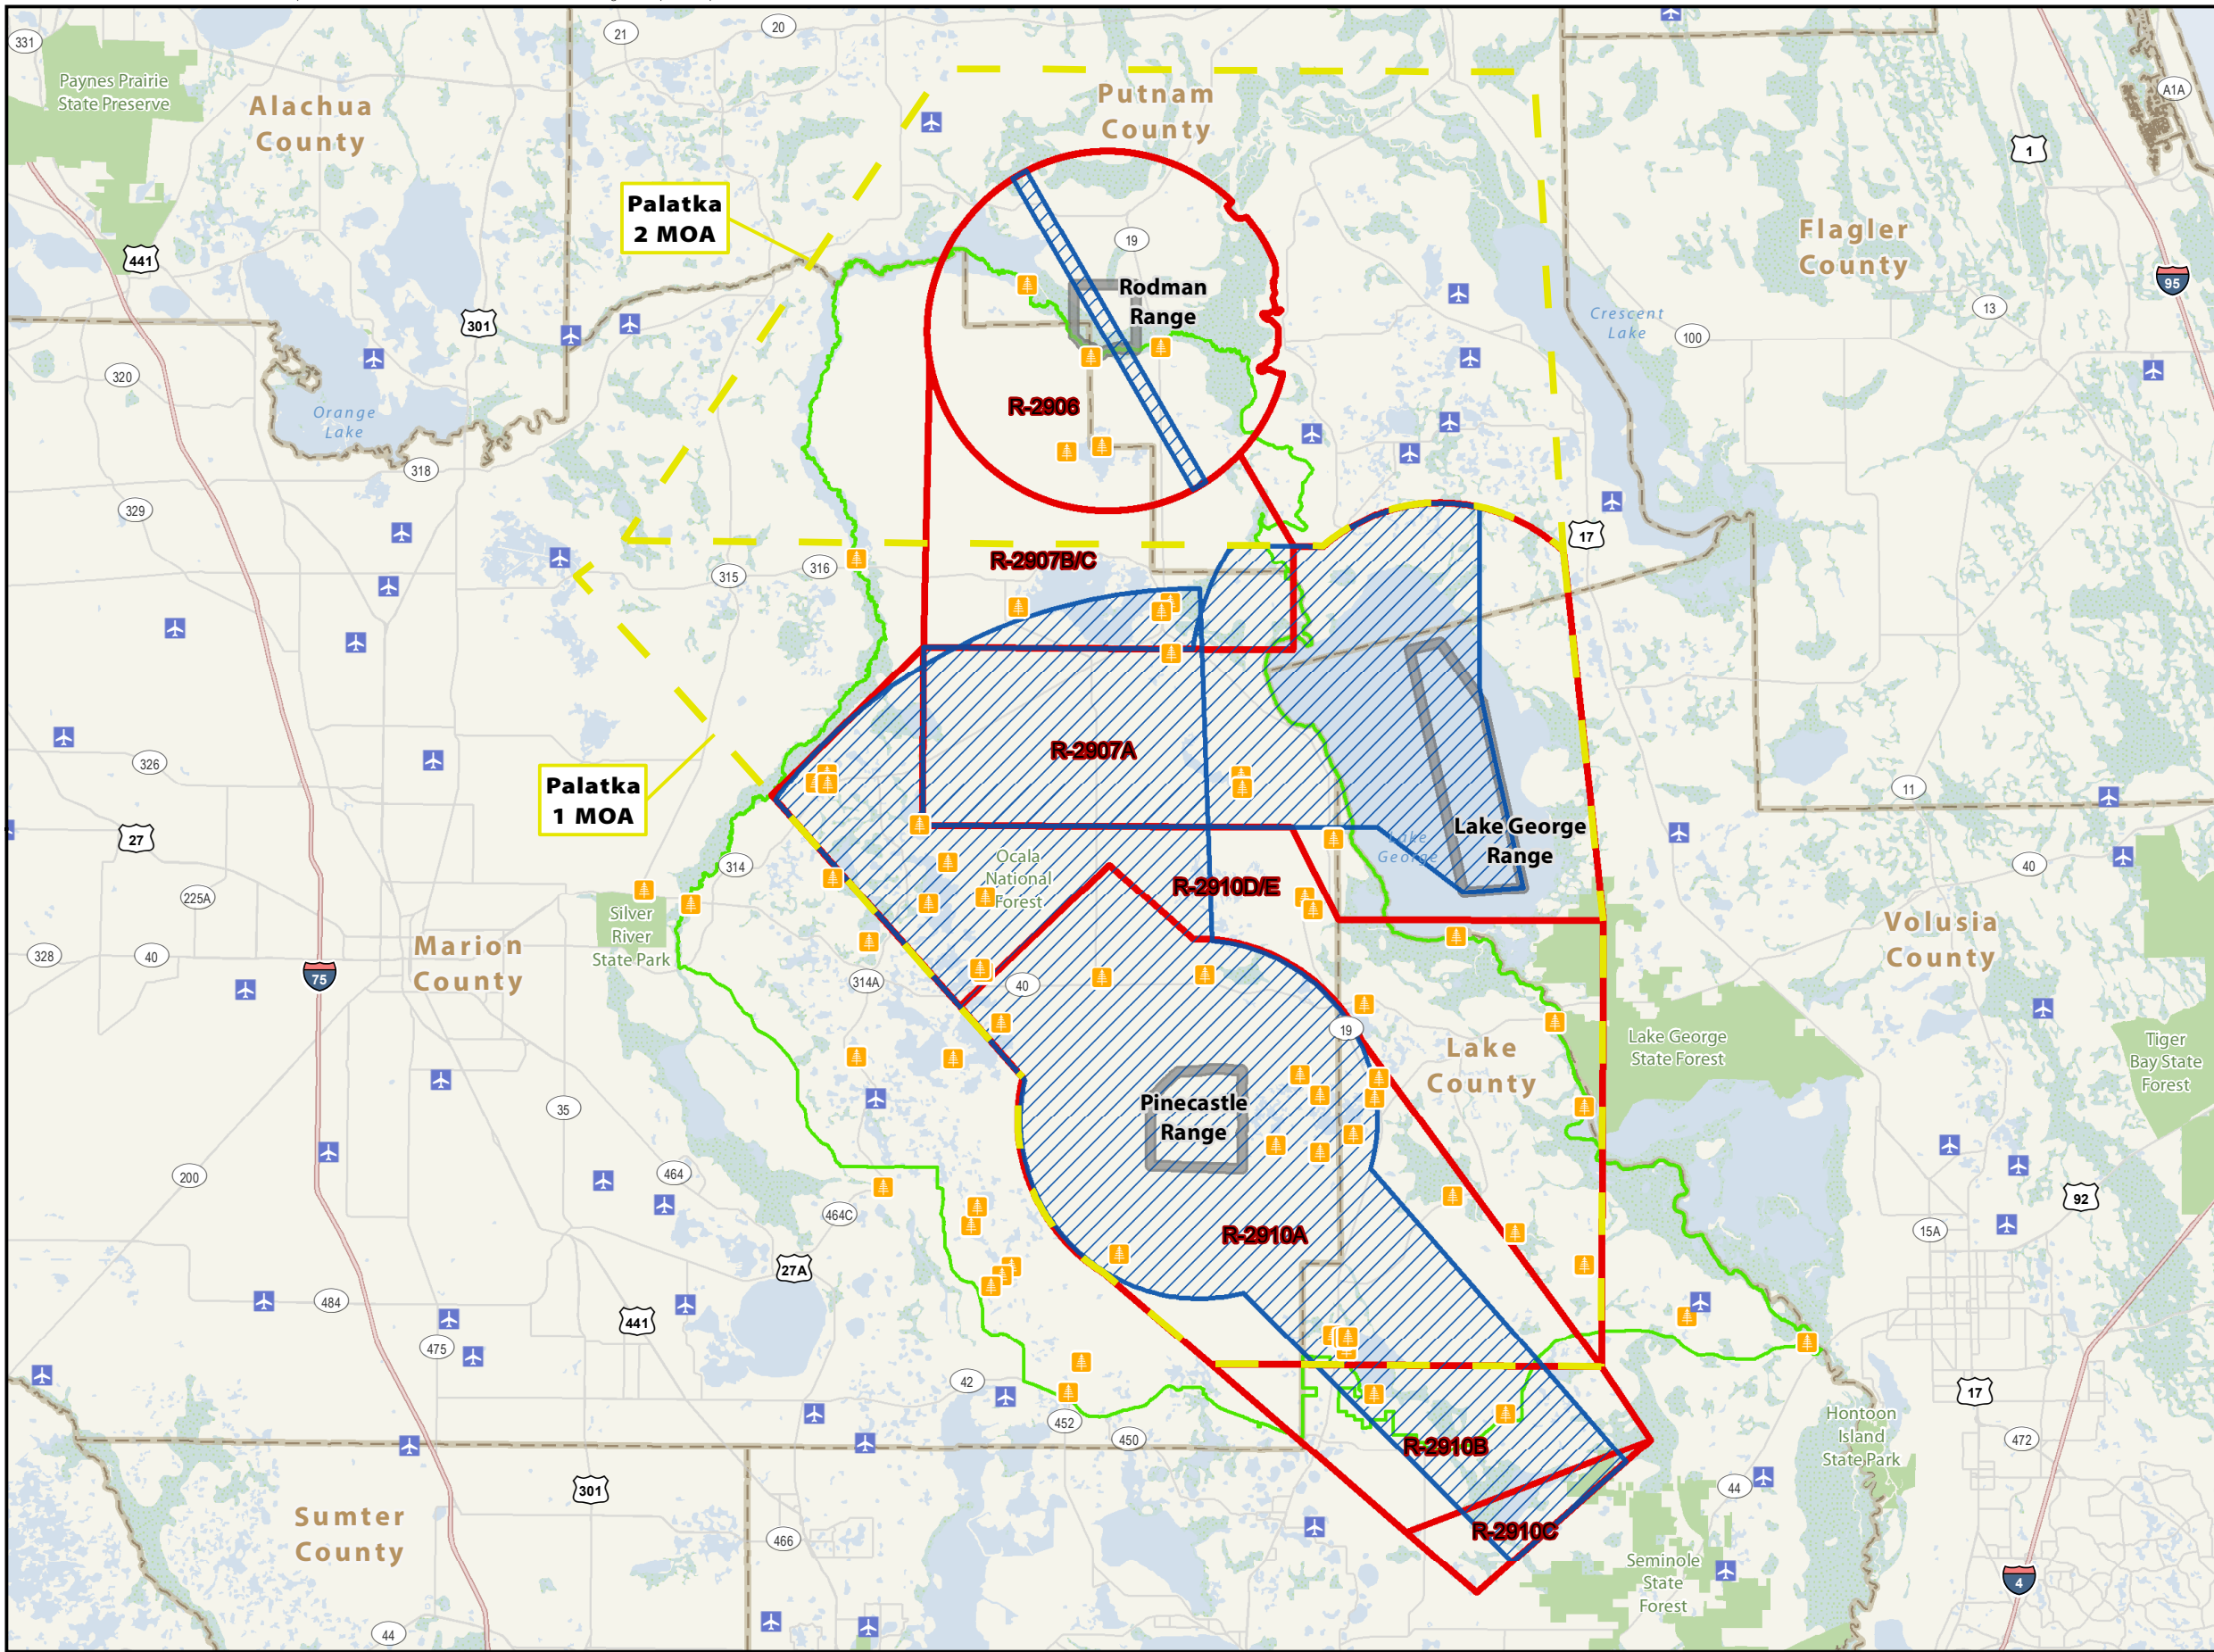 331
21
20
Paynes Prairie
State Preserve
Alachua
County
Putnam
County
A1A
1
441
Palatka
2 MOA
19
Flagler
County
Rodman
Range
95
301
Crescent
Lake
13
100
320
Orange
Lake
R-2906
318
329
17
R-2907B/C
315
316
326
R-2907A
Palatka
1 MOA
11
27
Lake George
Range
Lake
George
314
Ocala
National
Forest
40
225A
R-2910D/E
Silver
River
State Park
Marion
County
Volusia
County
328
40
75
314A
40
19
Lake George
State Forest
Lake
County
Tiger
Bay State
Forest
35
Pinecastle
Range
200
464
92
464C
15A
R-2910A
27A
484
441
475
42
17
452
450
Hontoon
Island
State Park
472
R-2910B
301
44
Sumter
County
466
R-2910C
Seminole
State
Forest
4
44